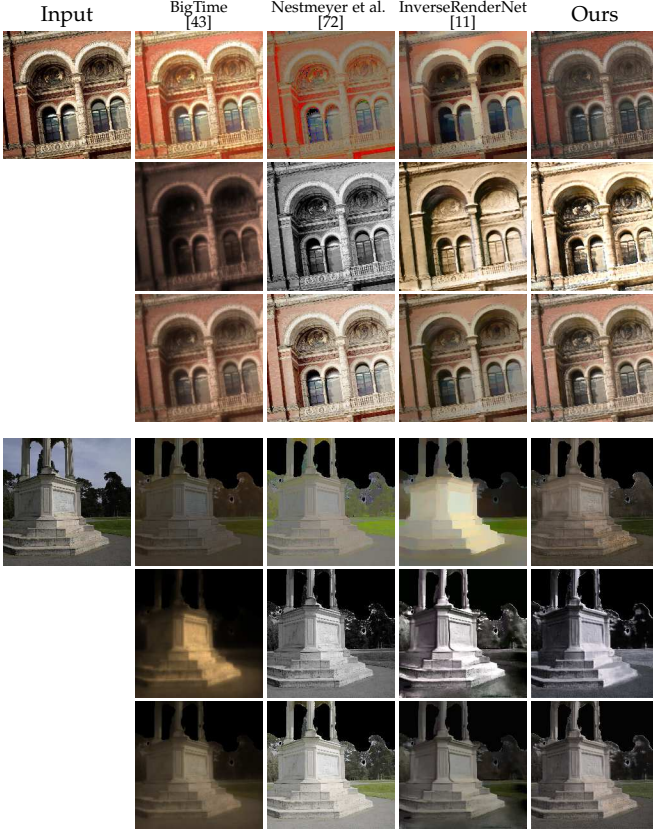 Input
BigTime
[43]
Nestmeyer et al.
[72]
InverseRenderNet
[11]
Ours